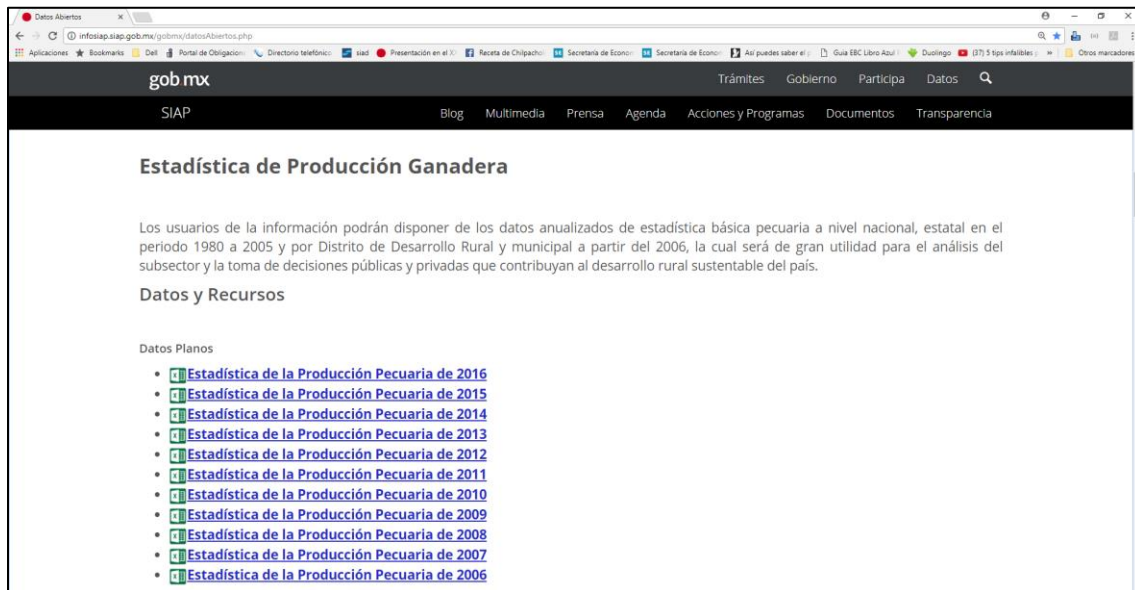 Datos Abiertos
infosiap.siap.gob.mx/gobmx/datosAbiertos.php
Aplicaciones Bookmarks Dell Portal de Obligacion Directorio telefónico siad Presentación en el X Receta de Chilpacho Secretaría de Econor Secretaría de Econor Así puedes saber el Guia EBC Libro Azul Duolingo (37) 5 tips infalibles » Otros marcadores
gob.mx Trámites Gobierno Participa Datos
SIAP Blog Multimedia Prensa Agenda Acciones y Programas Documentos Transparencia
Estadística de Producción Ganadera
Los usuarios de la información podrán disponer de los datos anualizados de estadística básica pecuaria a nivel nacional, estatal en el
periodo 1980 a 2005 y por Distrito de Desarrollo Rural y municipal a partir del 2006, la cual será de gran utilidad para el análisis del
subsector y la toma de decisiones públicas y privadas que contribuyan al desarrollo rural sustentable del país.
Datos y Recursos
Datos Planos
• Estadística de la Producción Pecuaria de 2016
• Estadística de la Producción Pecuaria de 2015
• Estadística de la Producción Pecuaria de 2014
• Estadística de la Producción Pecuaria de 2013
• Estadística de la Producción Pecuaria de 2012
• Estadística de la Producción Pecuaria de 2011
• Estadística de la Producción Pecuaria de 2010
• Estadística de la Producción Pecuaria de 2009
• Estadística de la Producción Pecuaria de 2008
• Estadística de la Producción Pecuaria de 2007
• Estadística de la Producción Pecuaria de 2006